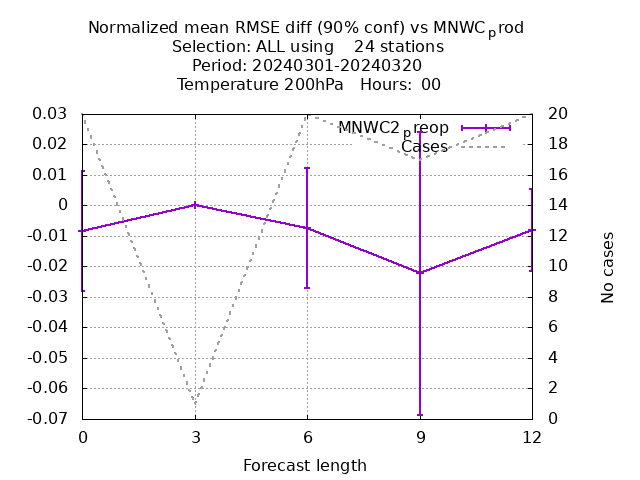 Normalized mean RMSE diff (90% conf) vs MNWCprod
Selection: ALL using 24 stations
Period: 20240301-20240320
Temperature 200hPa Hours: 00
MNWC2preop
Cases
0.03
0.02
0.01
0
-0.01
-0.02
-0.03
-0.04
-0.05
-0.06
-0.07
20
18
16
14
12
10
8
6
4
2
0
No cases
0 3 6 9 12
Forecast length